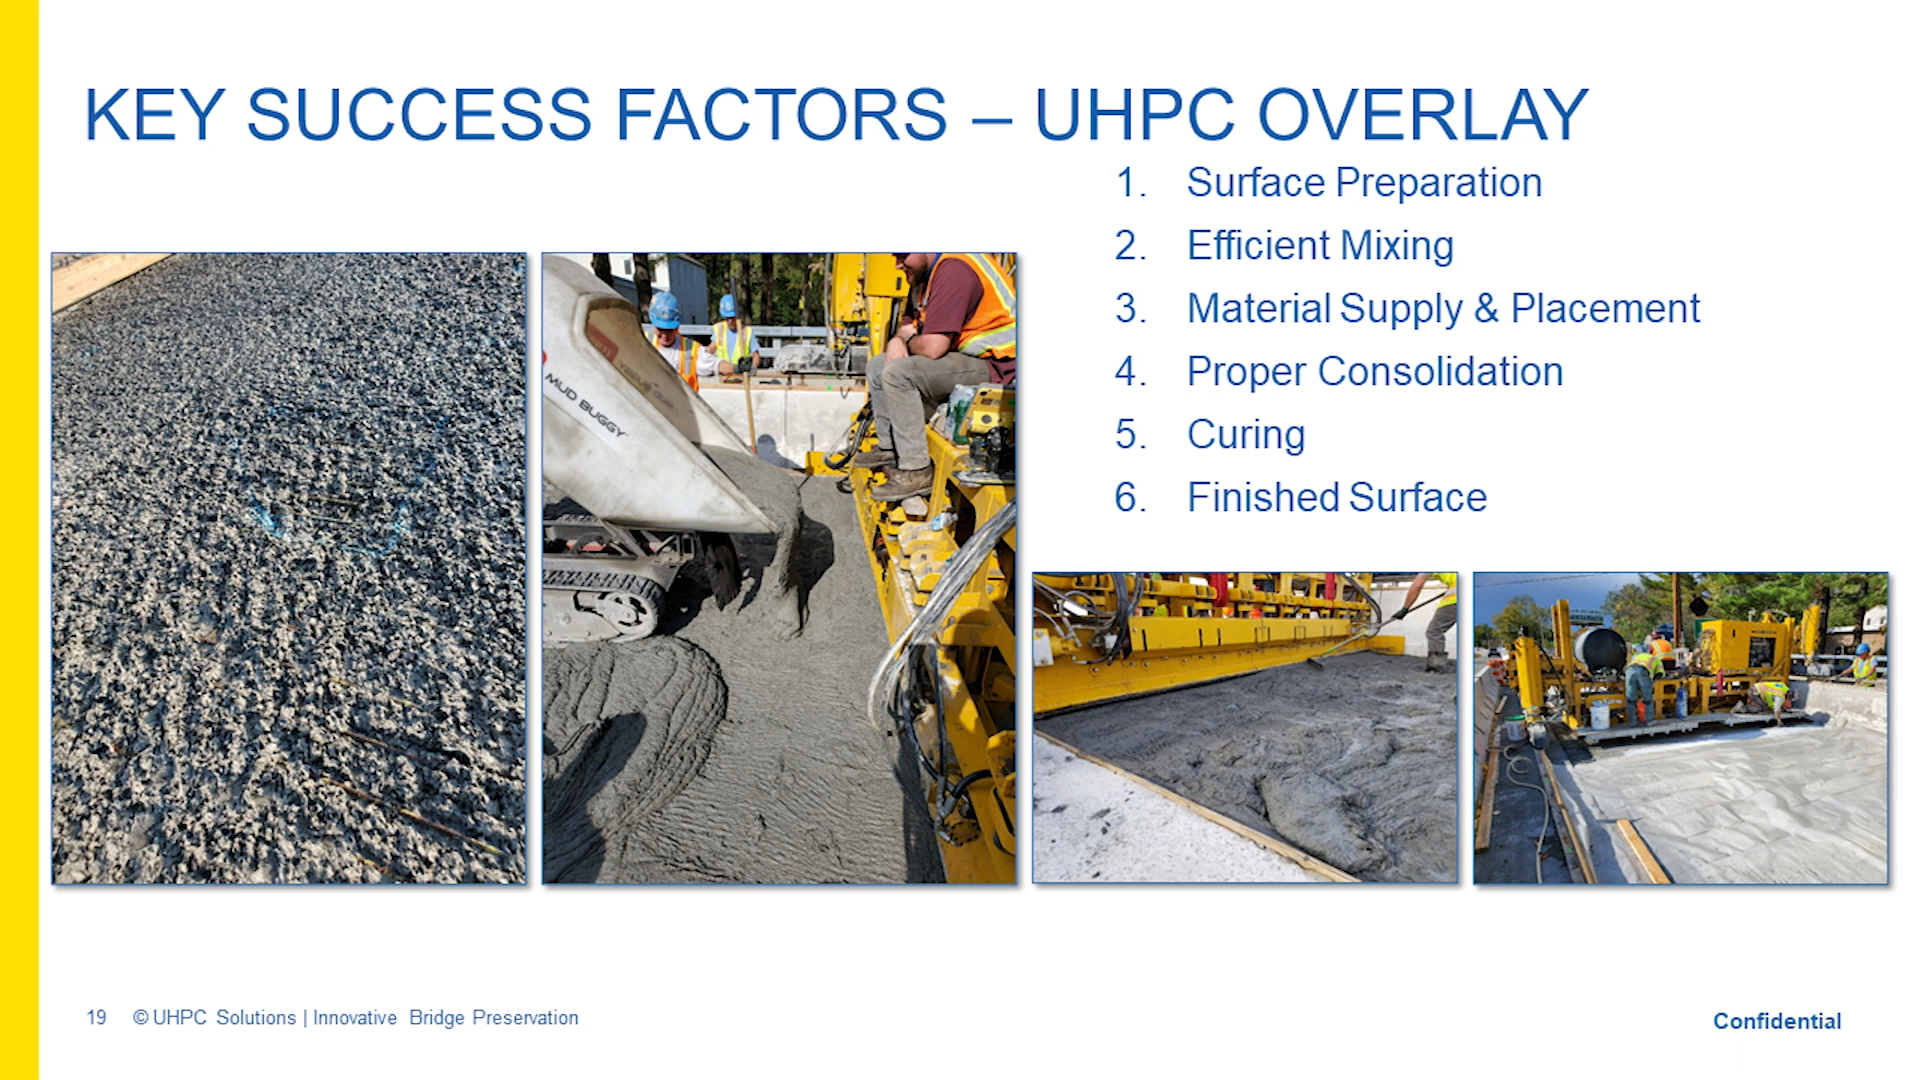 KEY SUCCESS FACTORS – UHPC OVERLAY
1. Surface Preparation
2. Efficient Mixing
3. Material Supply & Placement
4. Proper Consolidation
5. Curing
6. Finished Surface
MUD BUGGY
19 © UHPC Solutions | Innovative Bridge Preservation
Confidential